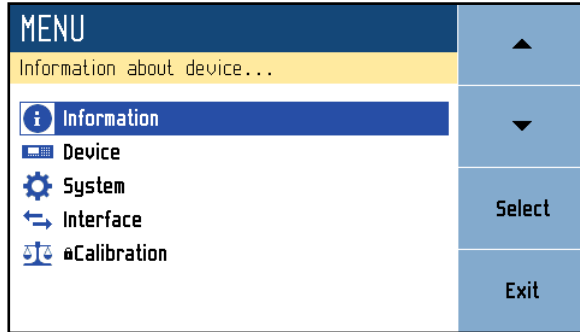 MENU
Information about device...
Information
Device
System
Interface
Calibration
Select
Exit